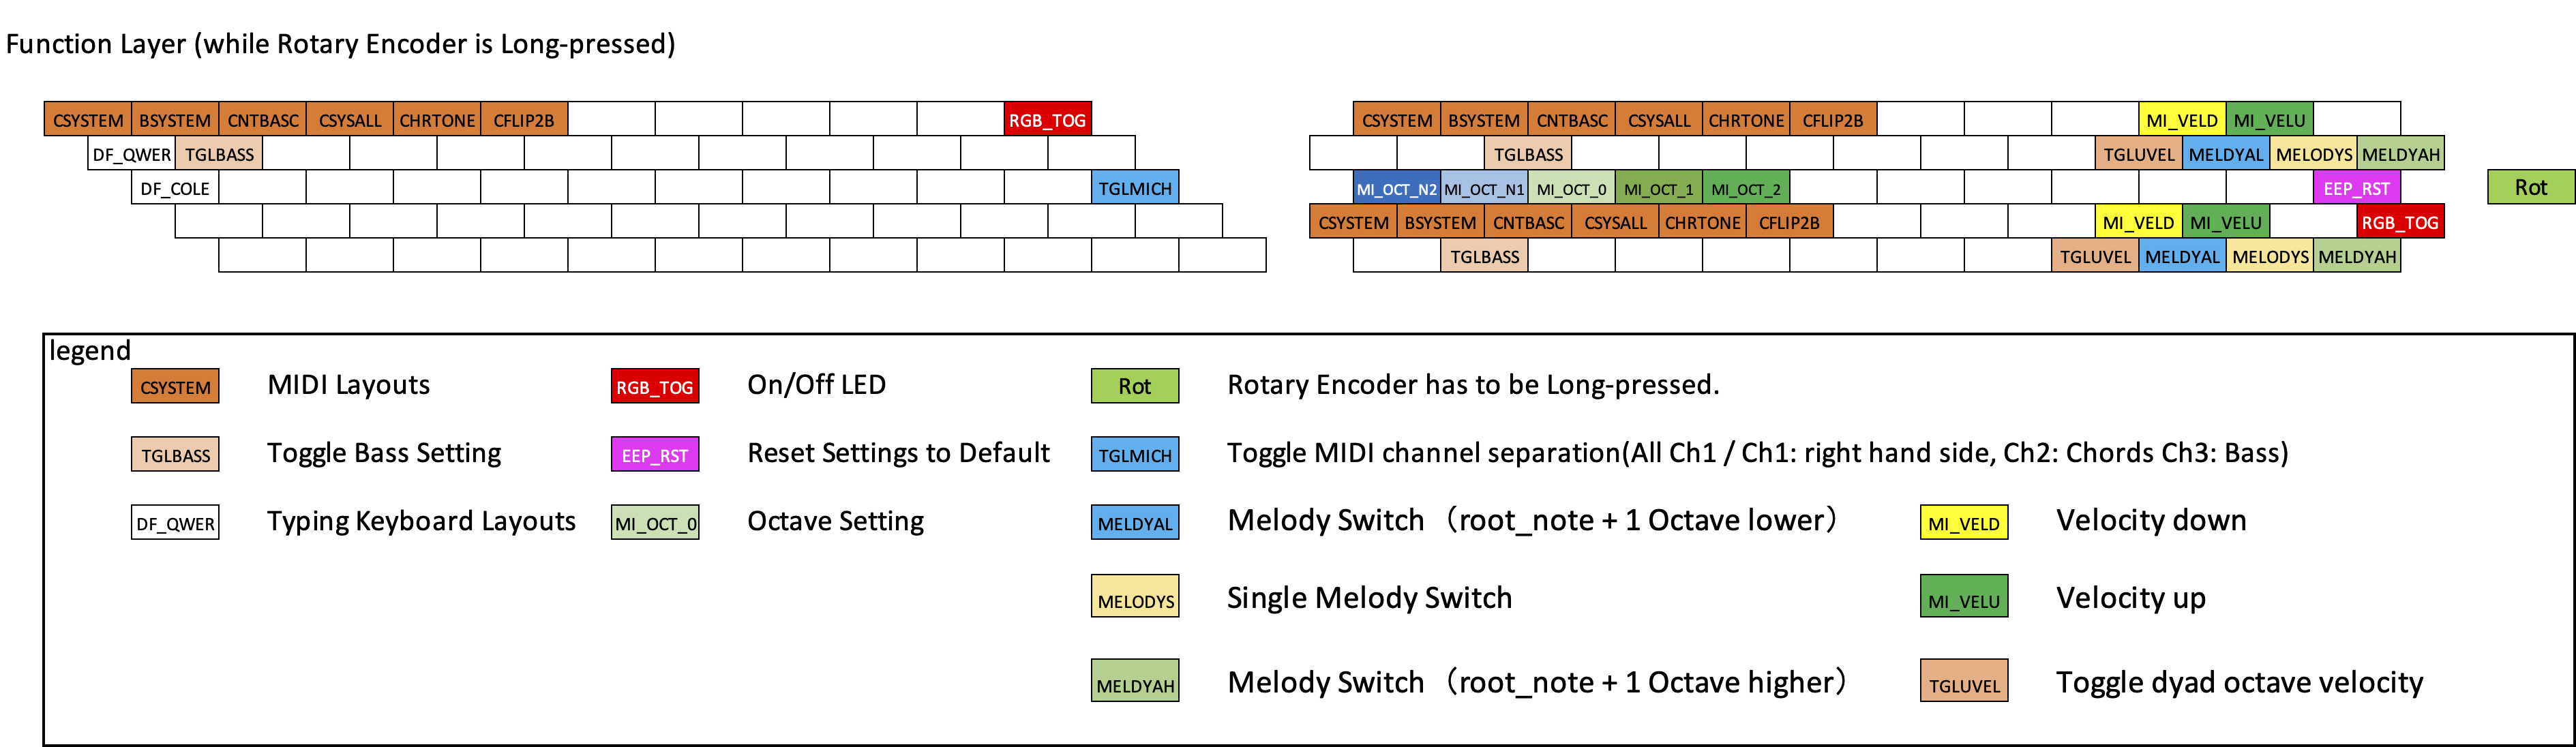 Function Layer (while Rotary Encoder is Long-pressed)
CSYSTEM BSYSTEM CNTBASC CSYSALL CHRTONE CFLIP2B RGB_TOG CSYSTEM BSYSTEM CNTBASC CSYSALL CHRTONE CFLIP2B MI_VELD MI_VELU
DF_QWER TGLBASS TGLBASS TGLUVEL MELDYAL MELODYS MELDYAH
DF_COLE TGLMICH MI_OCT_N2 MI_OCT_N1 MI_OCT_0 MI_OCT_1 MI_OCT_2 EEP_RST Rot
CSYSTEM BSYSTEM CNTBASC CSYSALL CHRTONE CFLIP2B MI_VELD MI_VELU RGB_TOG
TGLBASS TGLUVEL MELDYAL MELODYS MELDYAH
legend
CSYSTEM MIDI Layouts RGB_TOG On/Off LED Rot Rotary Encoder has to be Long-pressed.
TGLBASS Toggle Bass Setting EEP_RST Reset Settings to Default TGLMICH Toggle MIDI channel separation(All Ch1 / Ch1: right hand side, Ch2: Chords Ch3: Bass)
DF_QWER Typing Keyboard Layouts MI_OCT_0 Octave Setting MELDYAL Melody Switch（root_note + 1 Octave lower） MI_VELD Velocity down
MELODYS Single Melody Switch MI_VELU Velocity up
MELDYAH Melody Switch（root_note + 1 Octave higher） TGLUVEL Toggle dyad octave velocity